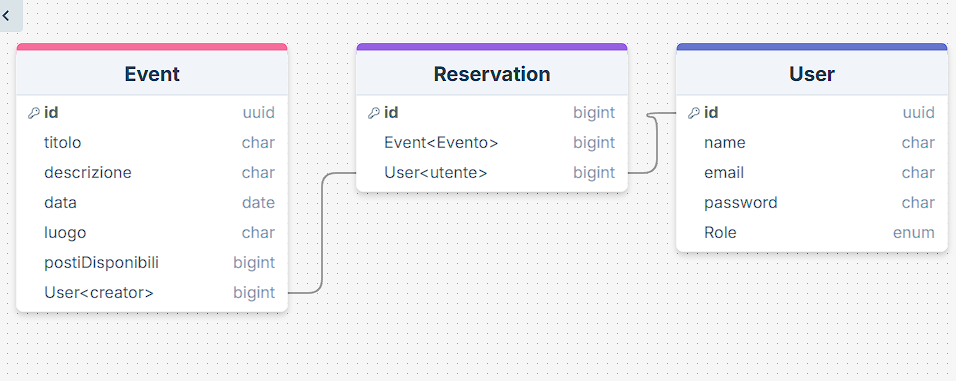 Event
id uuid
titolo char
descrizione char
data date
luogo char
postiDisponibili bigint
User<creator> bigint
Reservation
id bigint
Event<Evento> bigint
User<utente> bigint
User
id uuid
name char
email char
password char
Role enum